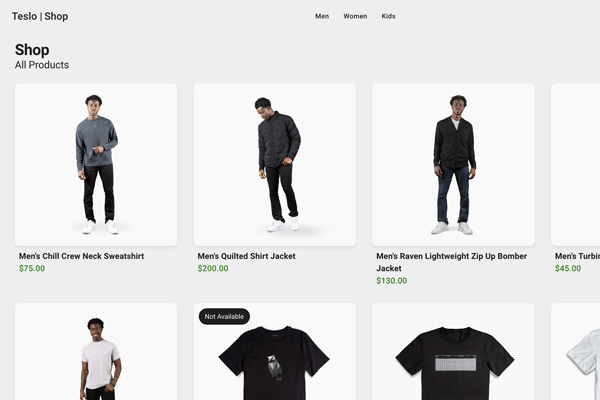 Teslo | Shop
Men Women Kids
Shop
All Products
Men's Chill Crew Neck Sweatshirt
$75.00
Men's Quilted Shirt Jacket
$200.00
Men's Raven Lightweight Zip Up Bomber
Jacket
$130.00
Men's Turbin
$45.00
Not Available